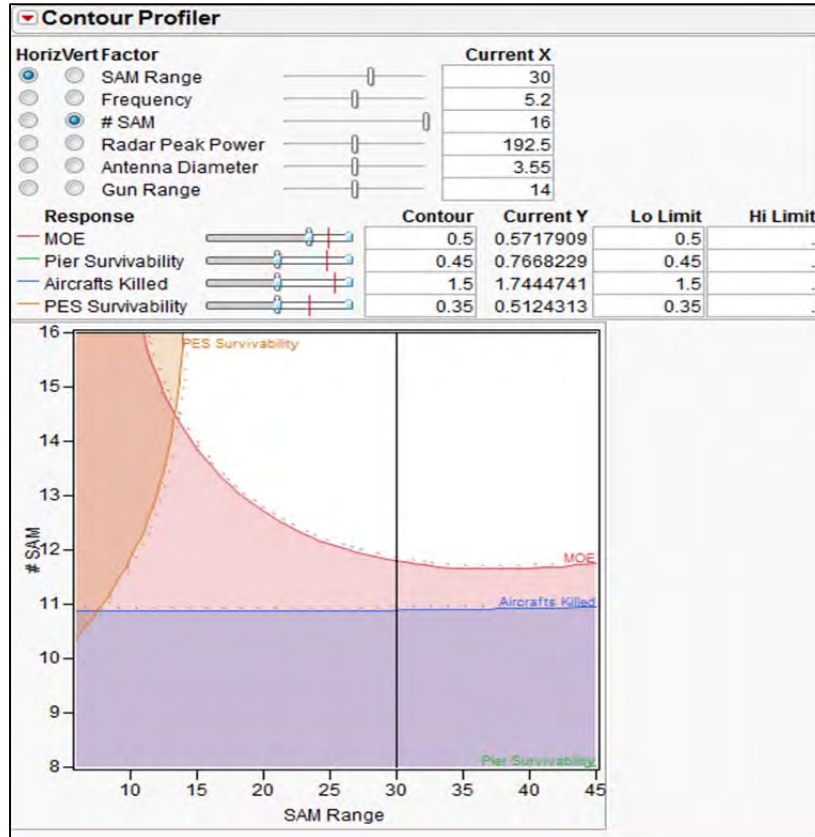 Contour Profiler
Horiz Vert Factor Current X
SAM Range 30
Frequency 5.2
# SAM 16
Radar Peak Power 192.5
Antenna Diameter 3.55
Gun Range 14
Response Contour Current Y Lo Limit Hi Limit
MOE 0.5 0.5717909 0.5 .
Pier Survivability 0.45 0.7668229 0.45 .
Aircrafts Killed 1.5 1.7444741 1.5 .
PES Survivability 0.35 0.5124313 0.35 .
16
PES Survivability
15
14
13
12
# SAM
MOE
11
Aircrafts Killed
10
9
8
Pier Survivability
10 15 20 25 30 35 40 45
SAM Range